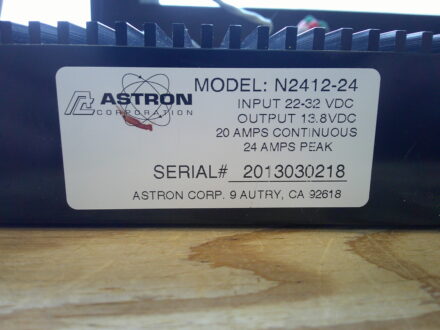 ASTRON
CORPORATION
MODEL: N2412-24
INPUT 22-32 VDC
OUTPUT 13.8VDC
20 AMPS CONTINUOUS
24 AMPS PEAK
SERIAL# 2013030218
ASTRON CORP. 9 AUTRY, CA 92618